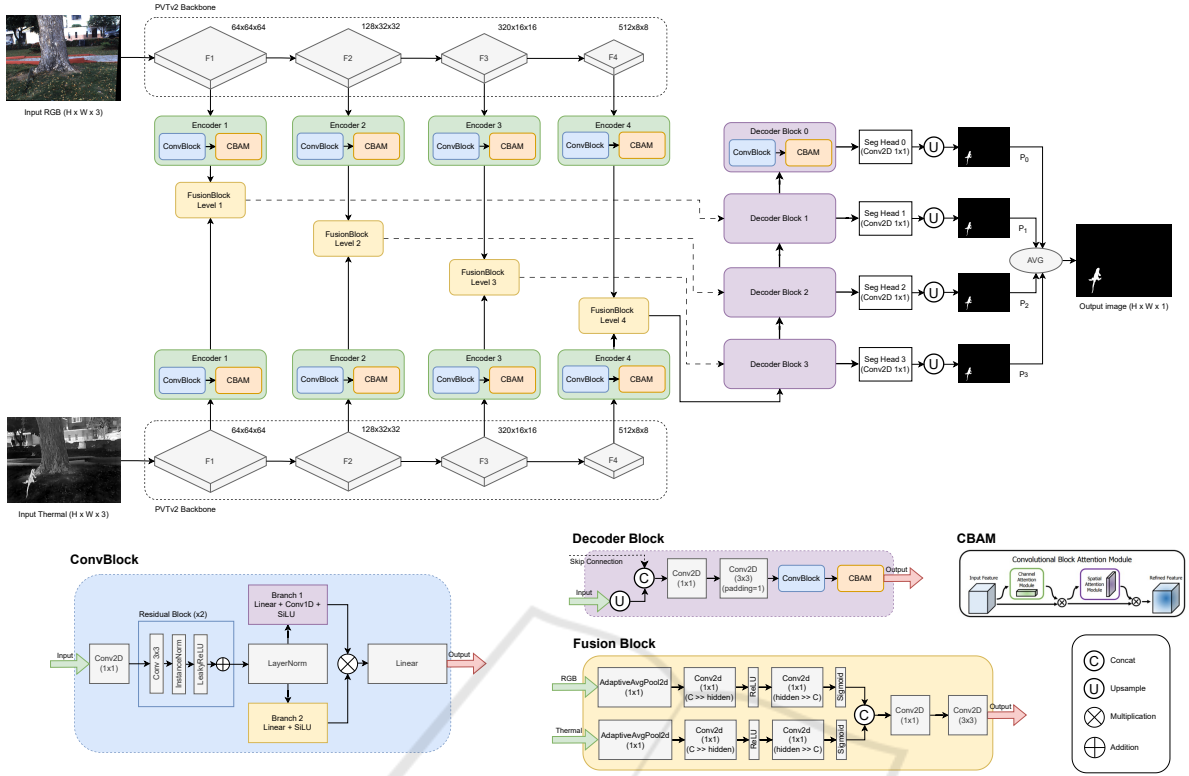 PVTv2 Backbone
64x64x64
128x32x32
320x16x16
512x8x8
F1
F2
F3
F4
Input RGB (H x W x 3)
Encoder 1
ConvBlock
CBAM
Encoder 2
ConvBlock
CBAM
Encoder 3
ConvBlock
CBAM
Encoder 4
ConvBlock
CBAM
FusionBlock
Level 1
FusionBlock
Level 2
FusionBlock
Level 3
FusionBlock
Level 4
Encoder 1
ConvBlock
CBAM
Encoder 2
ConvBlock
CBAM
Encoder 3
ConvBlock
CBAM
Encoder 4
ConvBlock
CBAM
64x64x64
128x32x32
320x16x16
512x8x8
F1
F2
F3
F4
Input Thermal (H x W x 3)
PVTv2 Backbone
Decoder Block 0
ConvBlock
CBAM
Seg Head 0
(Conv2D 1x1)
U
P0
Decoder Block 1
Seg Head 1
(Conv2D 1x1)
U
P1
Decoder Block 2
Seg Head 2
(Conv2D 1x1)
U
P2
Decoder Block 3
Seg Head 3
(Conv2D 1x1)
U
P3
AVG
Output image (H x W x 1)
ConvBlock
Input
Conv2D
(1x1)
Residual Block (x2)
Conv 3x3
InstanceNorm
LeakyReLU
Branch 1
Linear + Conv1D +
SiLU
LayerNorm
Branch 2
Linear + SiLU
Linear
Output
Decoder Block
Skip Connection
Input
U
C
Conv2D
(1x1)
Conv2D
(3x3)
(padding=1)
ConvBlock
CBAM
Output
CBAM
Convolutional Block Attention Module
Input Feature
Channel
Attention
Module
Spatial
Attention
Module
Refined Feature
Fusion Block
RGB
AdaptiveAvgPool2d
(1x1)
Conv2d
(1x1)
(C >> hidden)
ReLU
Conv2d
(1x1)
(hidden >> C)
Sigmoid
Thermal
AdaptiveAvgPool2d
(1x1)
Conv2d
(1x1)
(C >> hidden)
ReLU
Conv2d
(1x1)
(hidden >> C)
Sigmoid
C
Conv2D
(1x1)
Conv2D
(3x3)
Output
C
Concat
U
Upsample
Multiplication
Addition